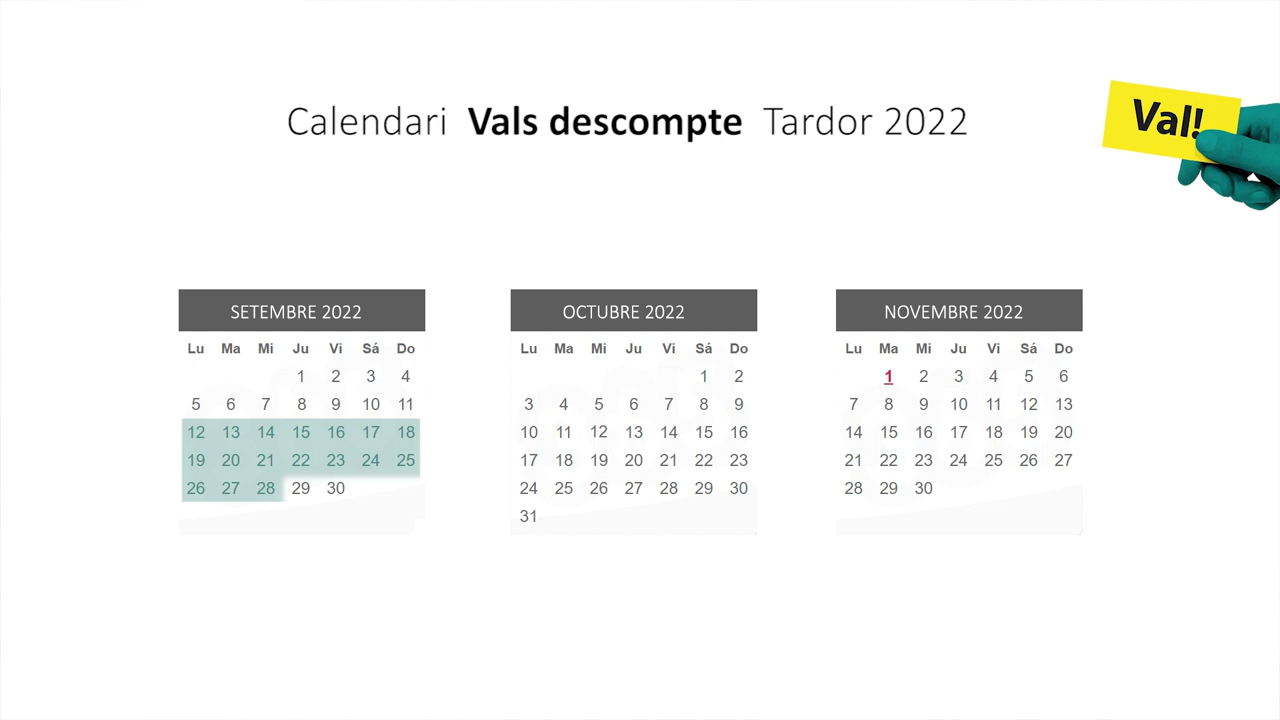 Calendari Vals descompte Tardor 2022
Val!
SETEMBRE 2022
Lu Ma Mi Ju Vi Sá Do
1 2 3 4
5 6 7 8 9 10 11
12 13 14 15 16 17 18
19 20 21 22 23 24 25
26 27 28 29 30
OCTUBRE 2022
Lu Ma Mi Ju Vi Sá Do
1 2
3 4 5 6 7 8 9
10 11 12 13 14 15 16
17 18 19 20 21 22 23
24 25 26 27 28 29 30
31
NOVEMBRE 2022
Lu Ma Mi Ju Vi Sá Do
1 2 3 4 5 6
7 8 9 10 11 12 13
14 15 16 17 18 19 20
21 22 23 24 25 26 27
28 29 30